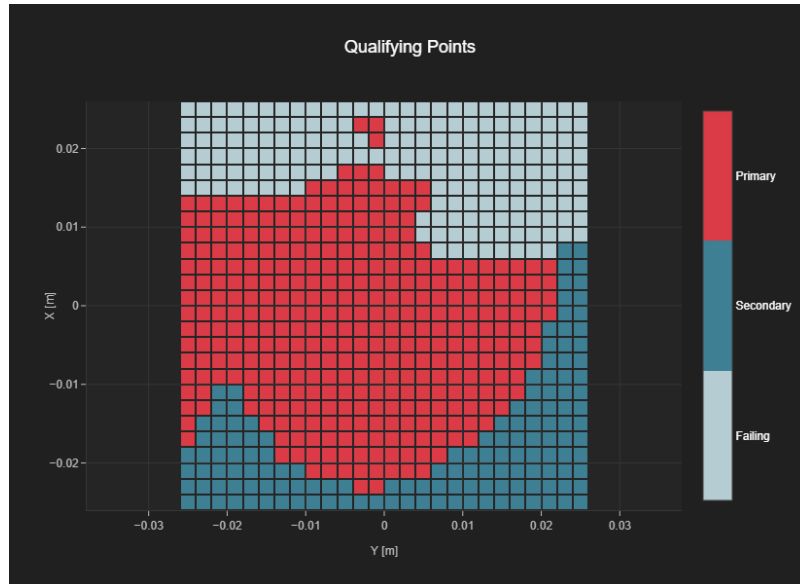 Qualifying Points
Primary
Secondary
Failing
X [m]
0.02
0.01
0
−0.01
−0.02
−0.03
−0.02
−0.01
0
0.01
0.02
0.03
Y [m]